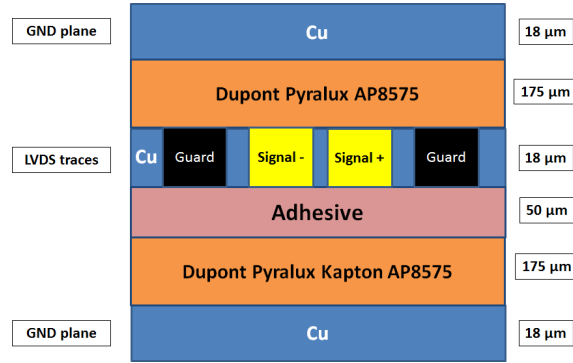 GND plane
Cu
18 µm
Dupont Pyralux AP8575
175 µm
LVDS traces
Cu
Guard
Signal -
Signal +
Guard
18 µm
Adhesive
50 µm
Dupont Pyralux Kapton AP8575
175 µm
GND plane
Cu
18 µm